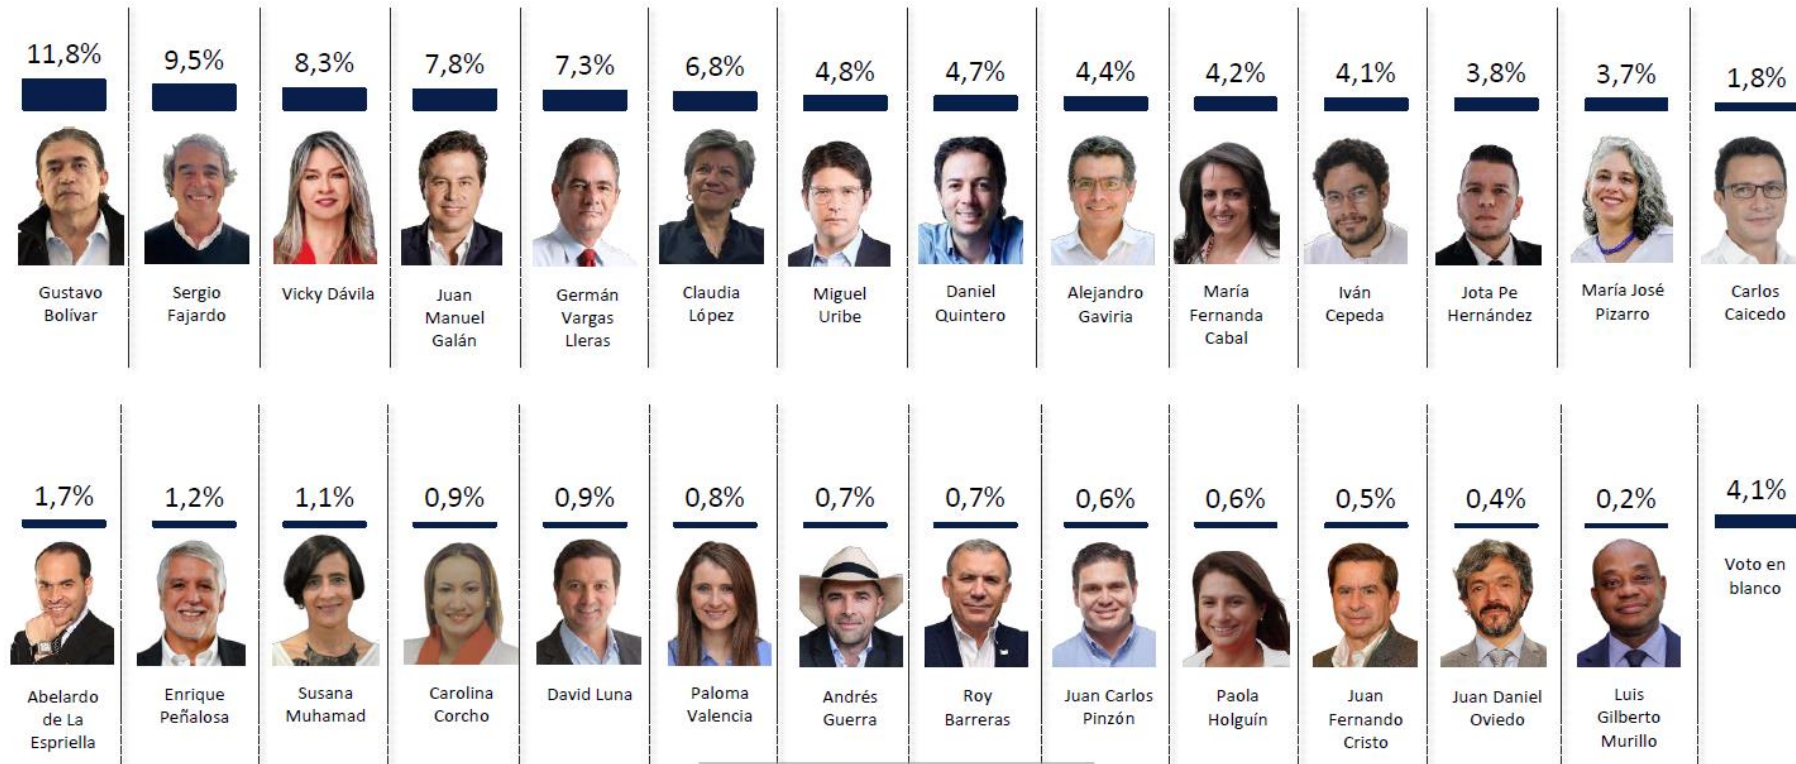 11,8%
9,5%
8,3%
7,8%
7,3%
6,8%
4,8%
4,7%
4,4%
4,2%
4,1%
3,8%
3,7%
1,8%
Gustavo
Bolívar
Sergio
Fajardo
Vicky Dávila
Juan
Manuel
Galán
Germán
Vargas
Lleras
Claudia
López
Miguel
Uribe
Daniel
Quintero
Alejandro
Gaviria
María
Fernanda
Cabal
Iván
Cepeda
Jota Pe
Hernández
María José
Pizarro
Carlos
Caicedo
1,7%
1,2%
1,1%
0,9%
0,9%
0,8%
0,7%
0,7%
0,6%
0,6%
0,5%
0,4%
0,2%
4,1%
Abelardo
de La
Espriella
Enrique
Peñalosa
Susana
Muhamad
Carolina
Corcho
David Luna
Paloma
Valencia
Andrés
Guerra
Roy
Barreras
Juan Carlos
Pinzón
Paola
Holguín
Juan
Fernando
Cristo
Juan Daniel
Oviedo
Luis
Gilberto
Murillo
Voto en
blanco